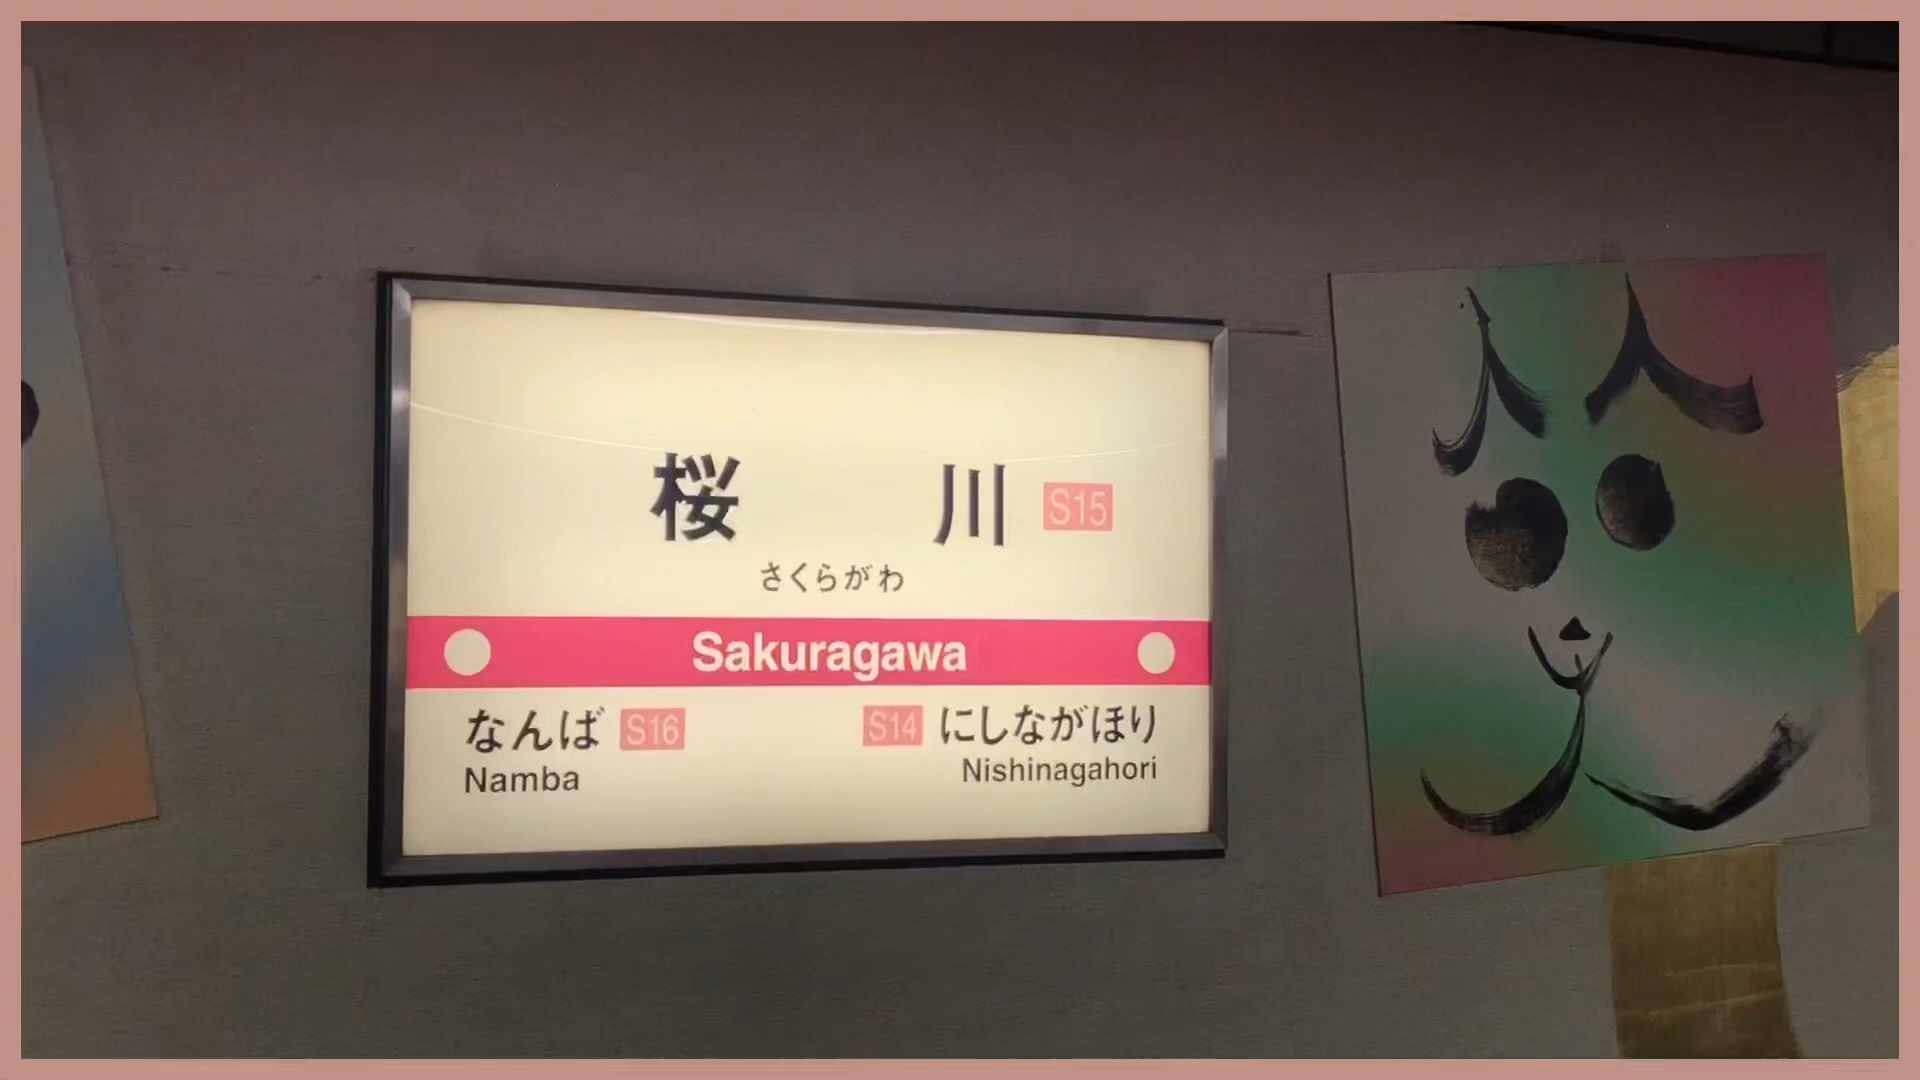 桜 川 S15
さくらがわ
Sakuragawa
なんば S16
Namba
S14 にしながほり
Nishinagahori